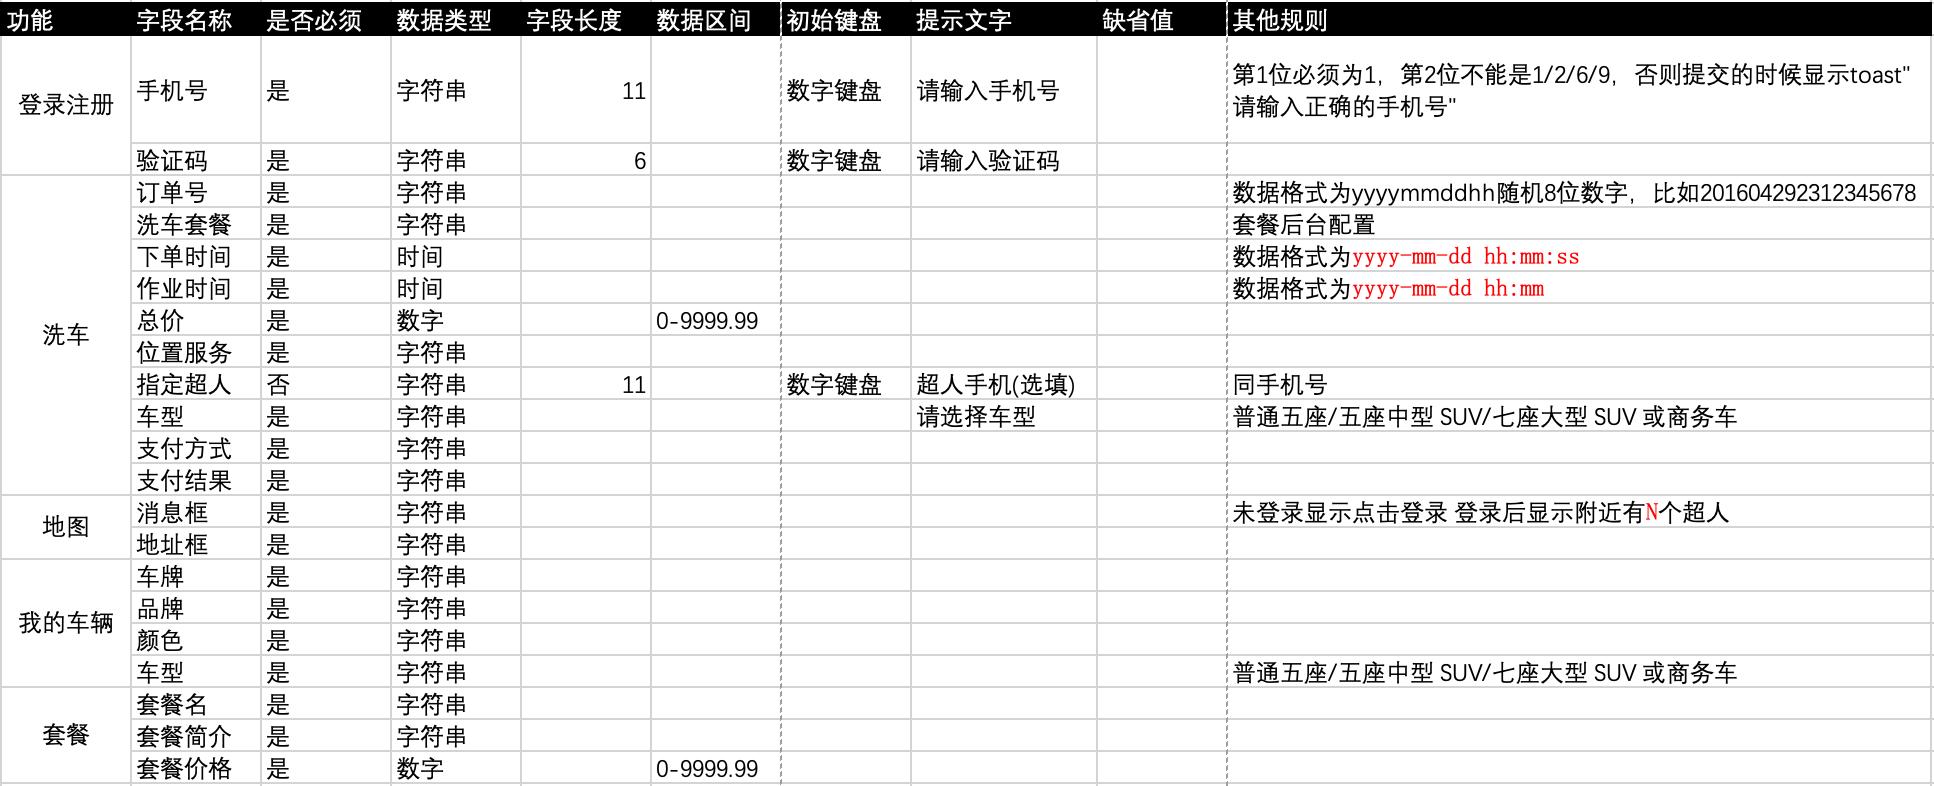 功能 字段名称 是否必须 数据类型 字段长度 数据区间 初始键盘 提示文字 缺省值 其他规则
登录注册 手机号 是 字符串 11 数字键盘 请输入手机号 第1位必须为1，第2位不能是1/2/6/9，否则提交的时候显示toast"
请输入正确的手机号"
验证码 是 字符串 6 数字键盘 请输入验证码
洗车 订单号 是 字符串 数据格式为yyyymmddhh随机8位数字，比如201604292312345678
洗车套餐 是 字符串 套餐后台配置
下单时间 是 时间 数据格式为yyyy-mm-dd hh:mm:ss
作业时间 是 时间 数据格式为yyyy-mm-dd hh:mm
总价 是 数字 0-9999.99
位置服务 是 字符串
指定超人 否 字符串 11 数字键盘 超人手机(选填) 同手机号
车型 是 字符串 请选择车型 普通五座/五座中型 SUV/七座大型 SUV 或商务车
支付方式 是 字符串
支付结果 是 字符串
地图 消息框 是 字符串 未登录显示点击登录 登录后显示附近有N个超人
地址框 是 字符串
我的车辆 车牌 是 字符串
品牌 是 字符串
颜色 是 字符串
车型 是 字符串 普通五座/五座中型 SUV/七座大型 SUV 或商务车
套餐 套餐名 是 字符串
套餐简介 是 字符串
套餐价格 是 数字 0-9999.99